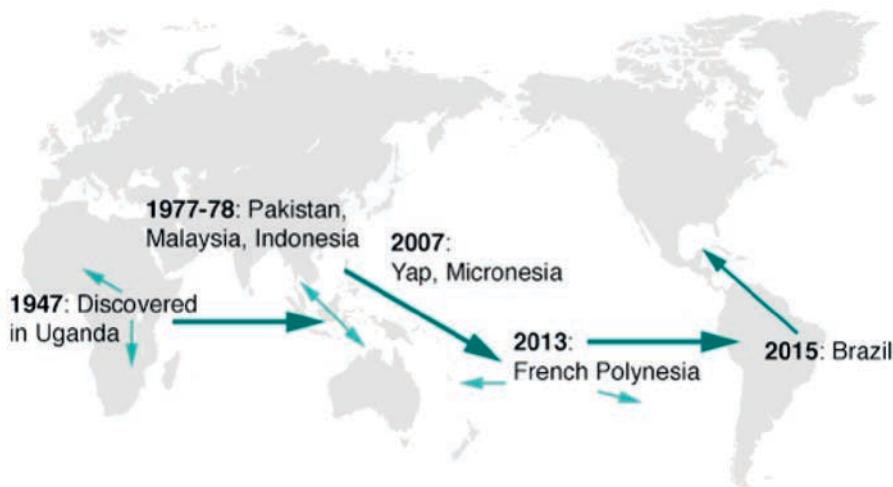 1977-78: Pakistan,
Malaysia, Indonesia
2007:
Yap, Micronesia
1947: Discovered
in Uganda
2013:
French Polynesia
2015: Brazil